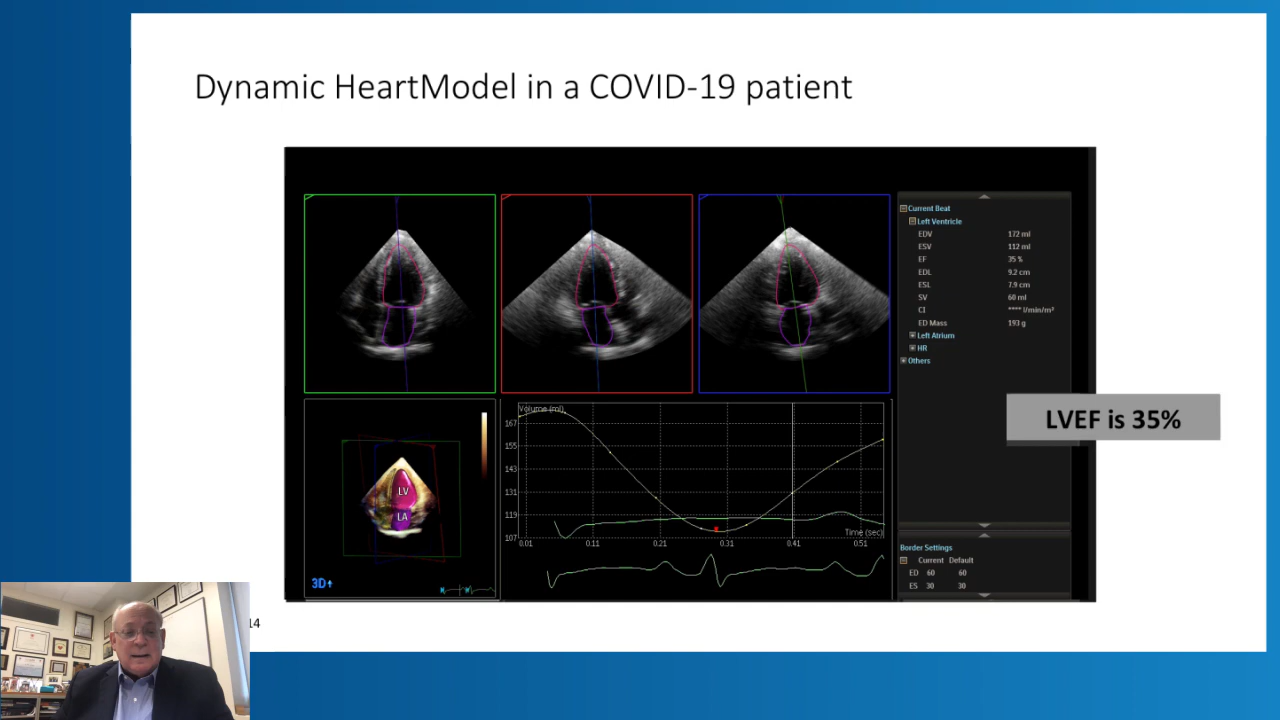 Dynamic HeartModel in a COVID-19 patient
Current Beat
Left Ventricle
EDV 172 ml
ESV 112 ml
EF 35 %
EDL 9.2 cm
ESL 7.9 cm
SV 60 ml
CI **** l/min/m²
ED Mass 193 g
Left Atrium
HR
Others
LVEF is 35%
Volume (ml)
167
155
143
131
119
107
0.01 0.11 0.21 0.31 0.41 0.51
Time (sec)
LV
LA
3D
Border Settings
Current Default
ED 60 60
ES 30 30
14